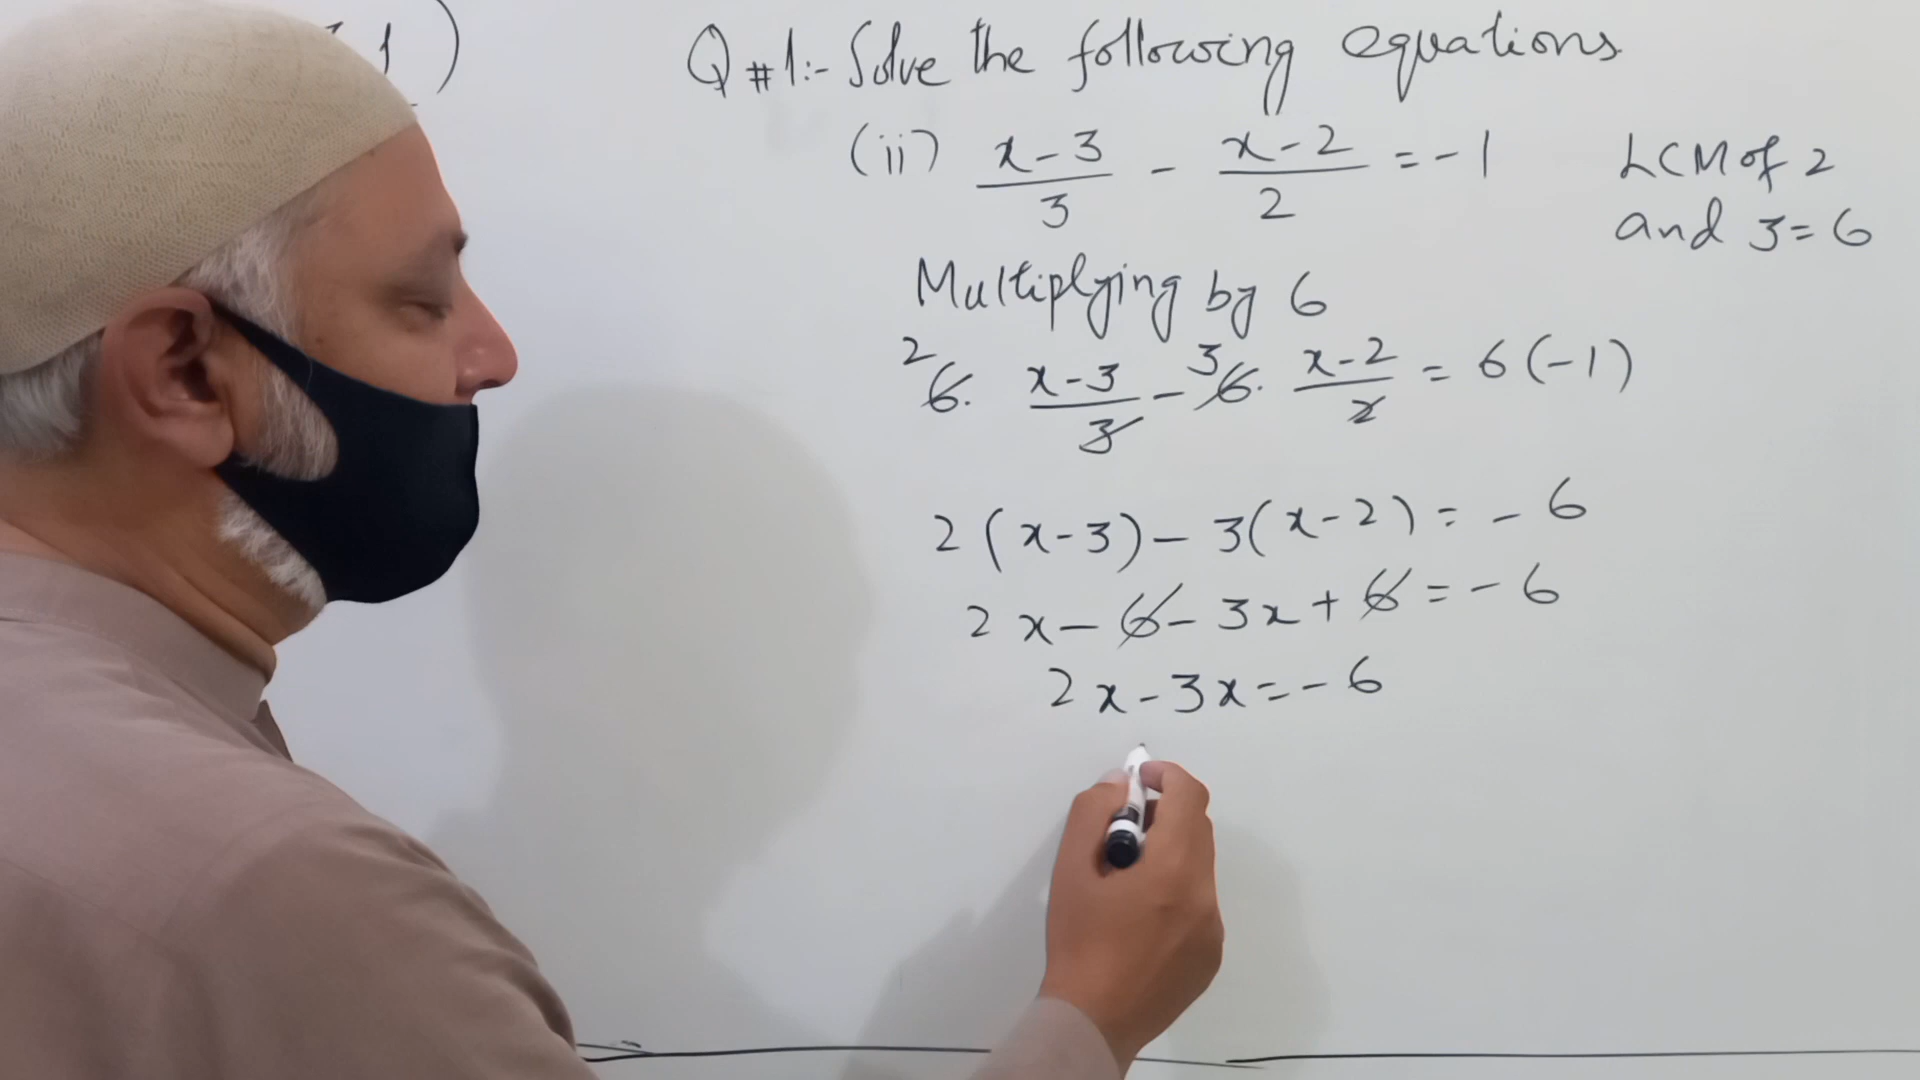 1)
Q#1:- Solve the following equations
(ii) x-3/3 - x-2/2 = -1
LCM of 2
and 3=6
Multiplying by 6
2 6. x-3/3 - 3 6. x-2/2 = 6(-1)
2(x-3)-3(x-2)=-6
2x-6-3x+6=-6
2x-3x=-6